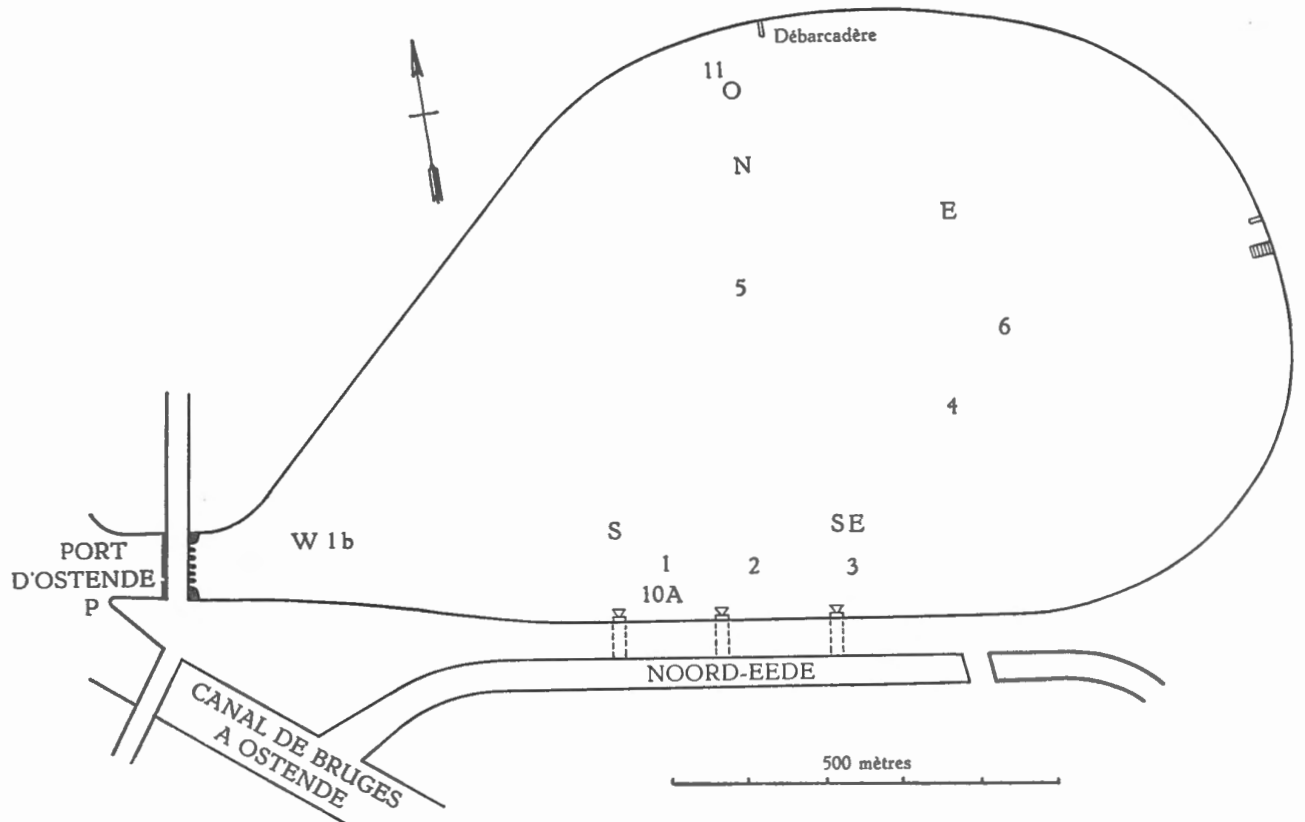 Débarcadère
11
O
N
E
5
6
4
W 1b
S
SE
1
2
3
10A
PORT
D'OSTENDE
P
NOORD-EEDE
CANAL DE BRUGES
A OSTENDE
500 mètres